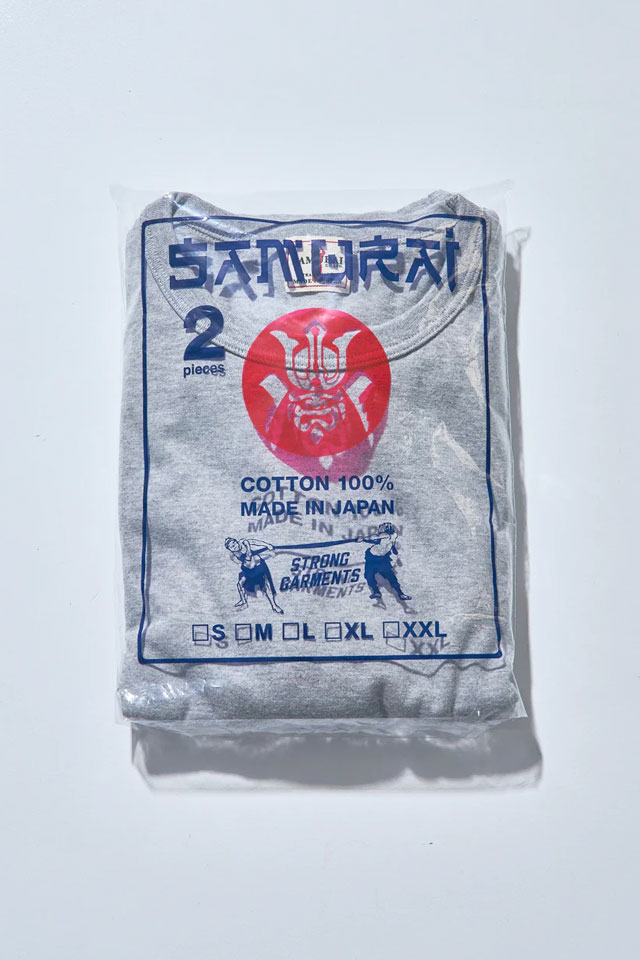 SAMURAI
2
pieces
COTTON 100%
MADE IN JAPAN
STRONG
GARMENTS
S M L XL XXL